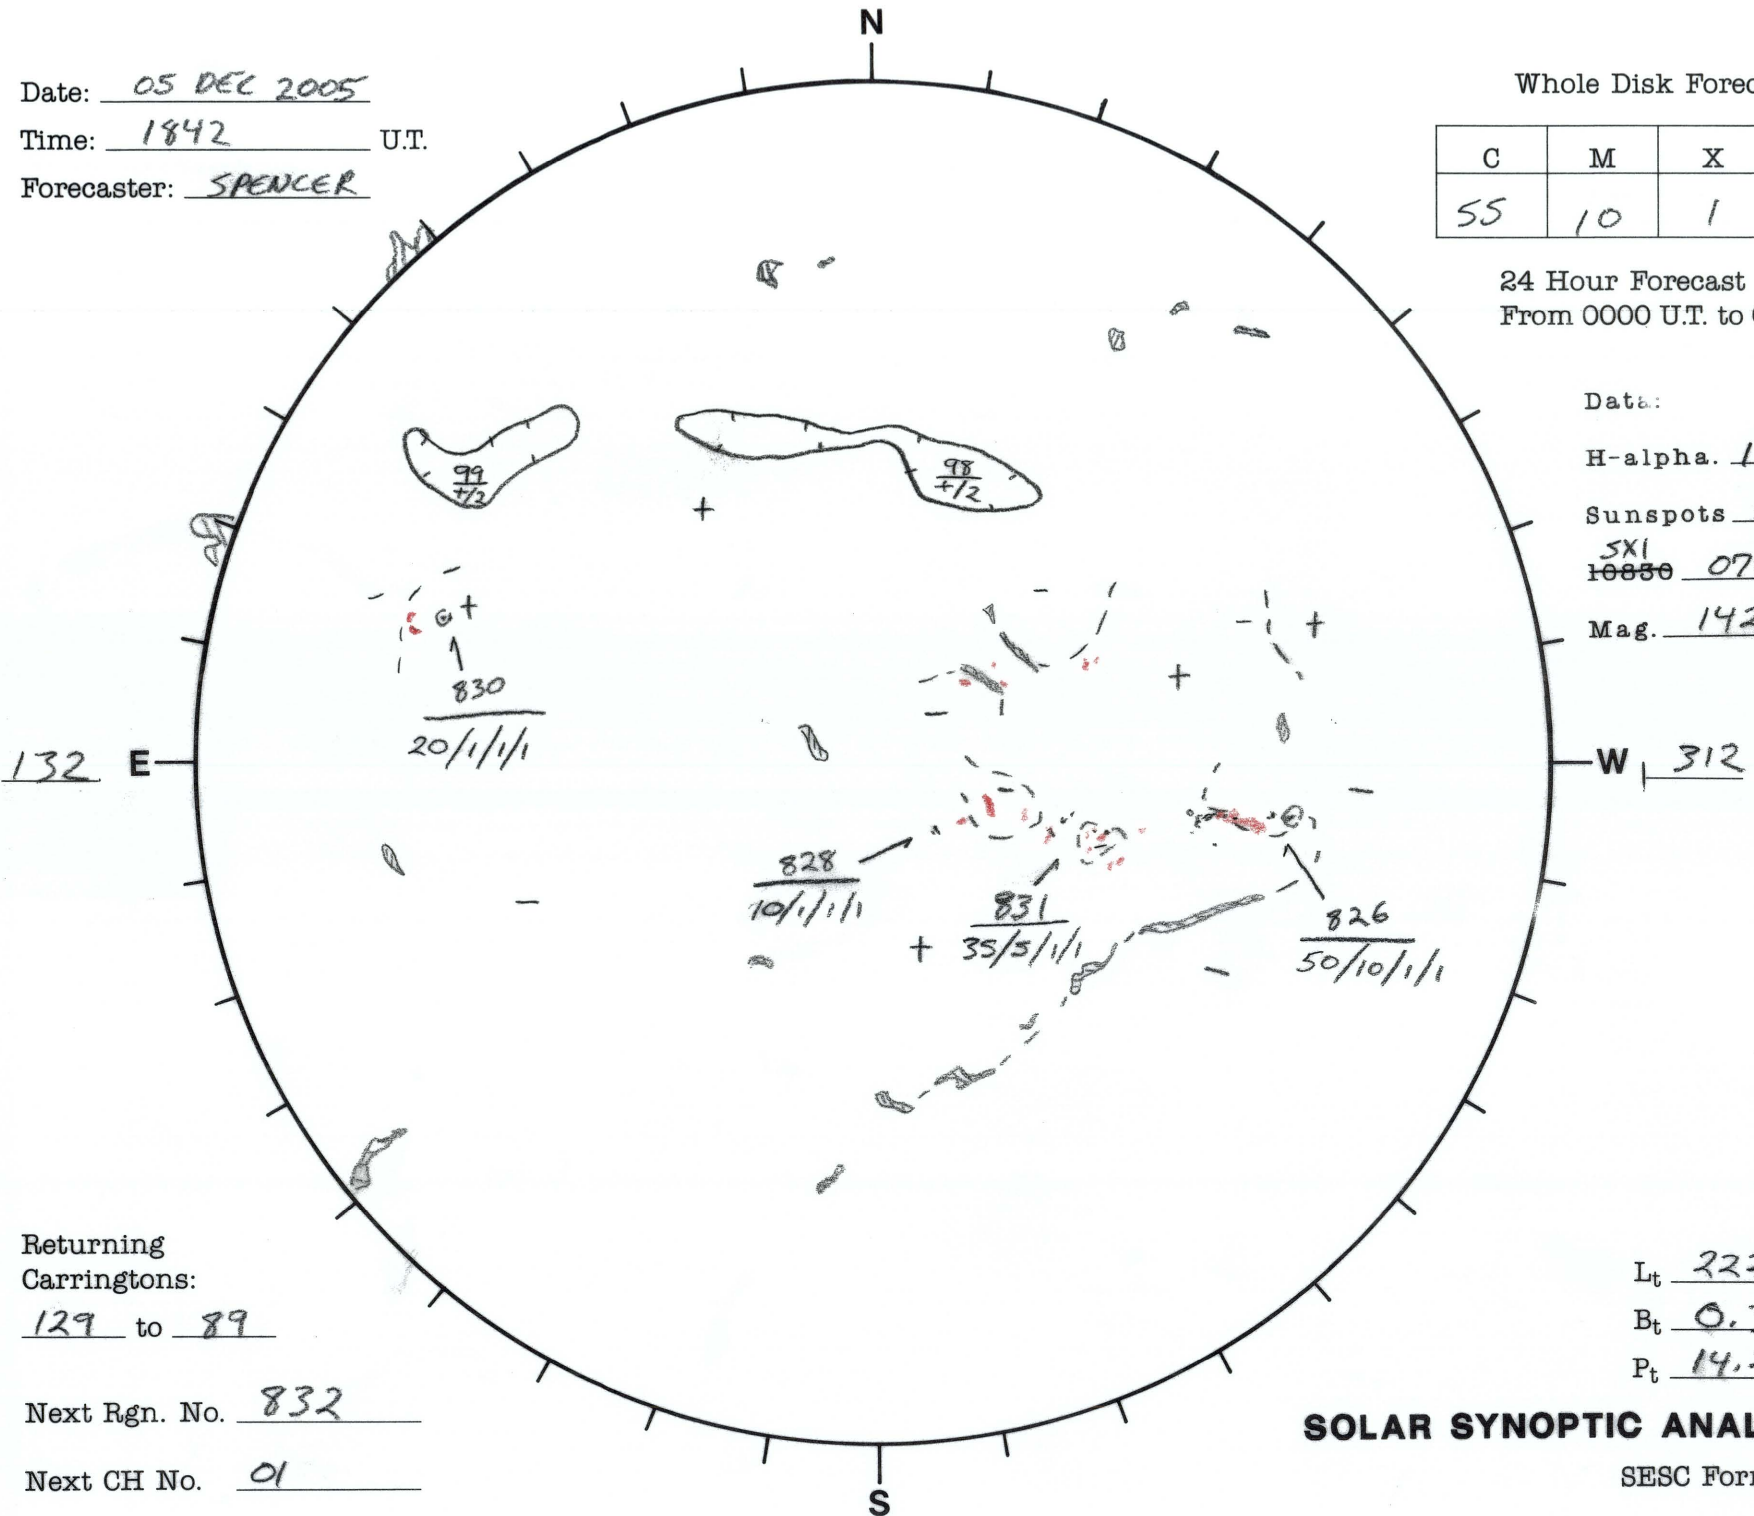 N
Date: 05 DEC 2005
Time: 1842 U.T.
Forecaster: SPENCER
Whole Disk Forec
C M X
55 10 1
24 Hour Forecast
From 0000 U.T. to
Data:
H-alpha.
Sunspots
SXI
10830 07
Mag. 142
99
+/2
98
+/2
+
+
830
20/1/1/1
+
+
132 E
W 312
828
10/1/1/1
831
35/5/1/1
+
826
50/10/1/1
Returning
Carringtons:
129 to 89
Next Rgn. No. 832
Next CH No. 01
Lt 222
Bt 0.
Pt 14.
SOLAR SYNOPTIC ANAL
SESC For
S